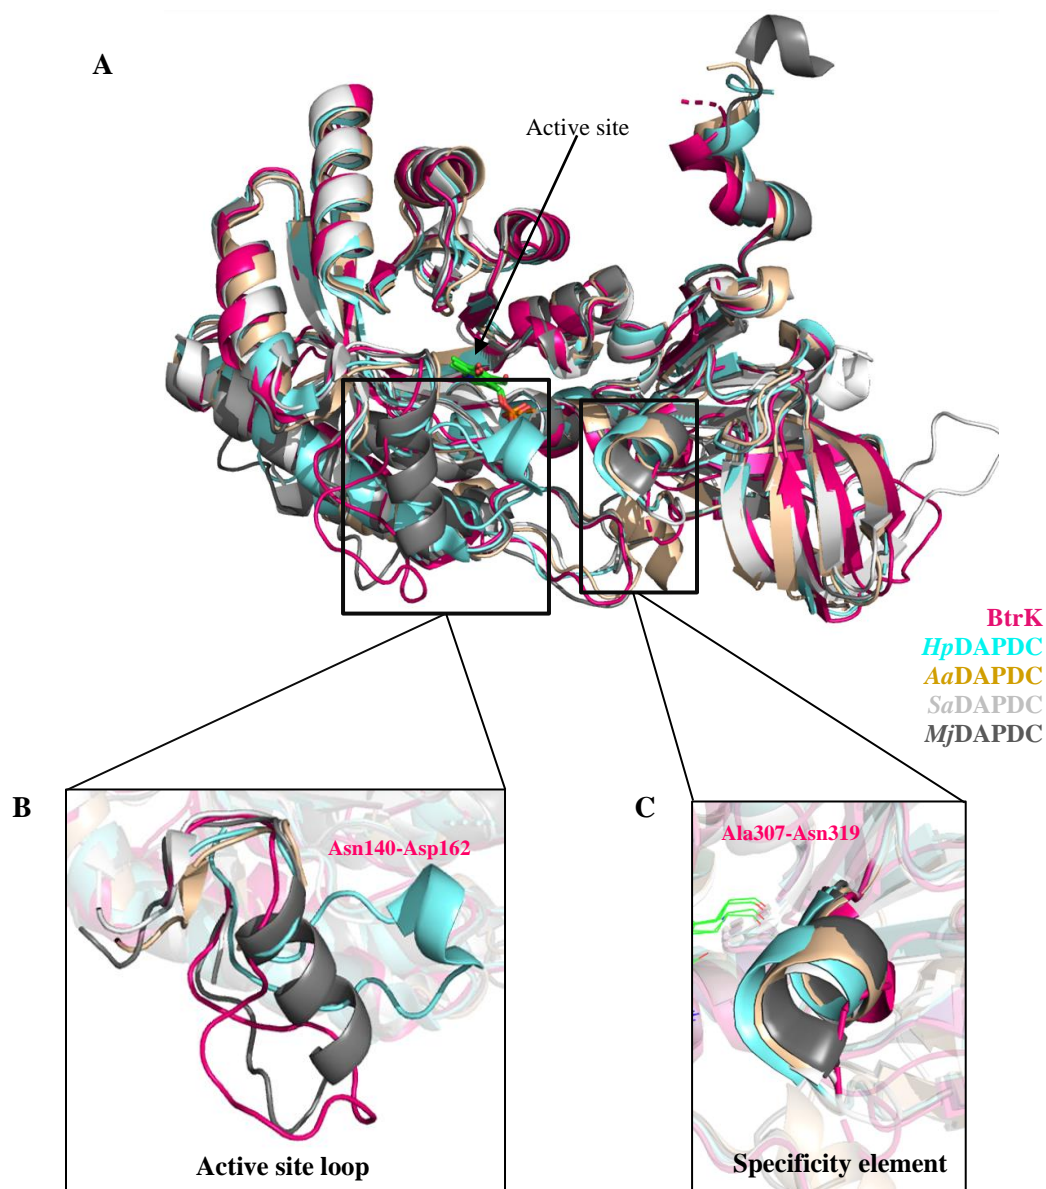 A
Active site
BtrK
HpDAPDC
AaDAPDC
SaDAPDC
MjDAPDC
B
Asn140-Asp162
Active site loop
C
Ala307-Asn319
Specificity element